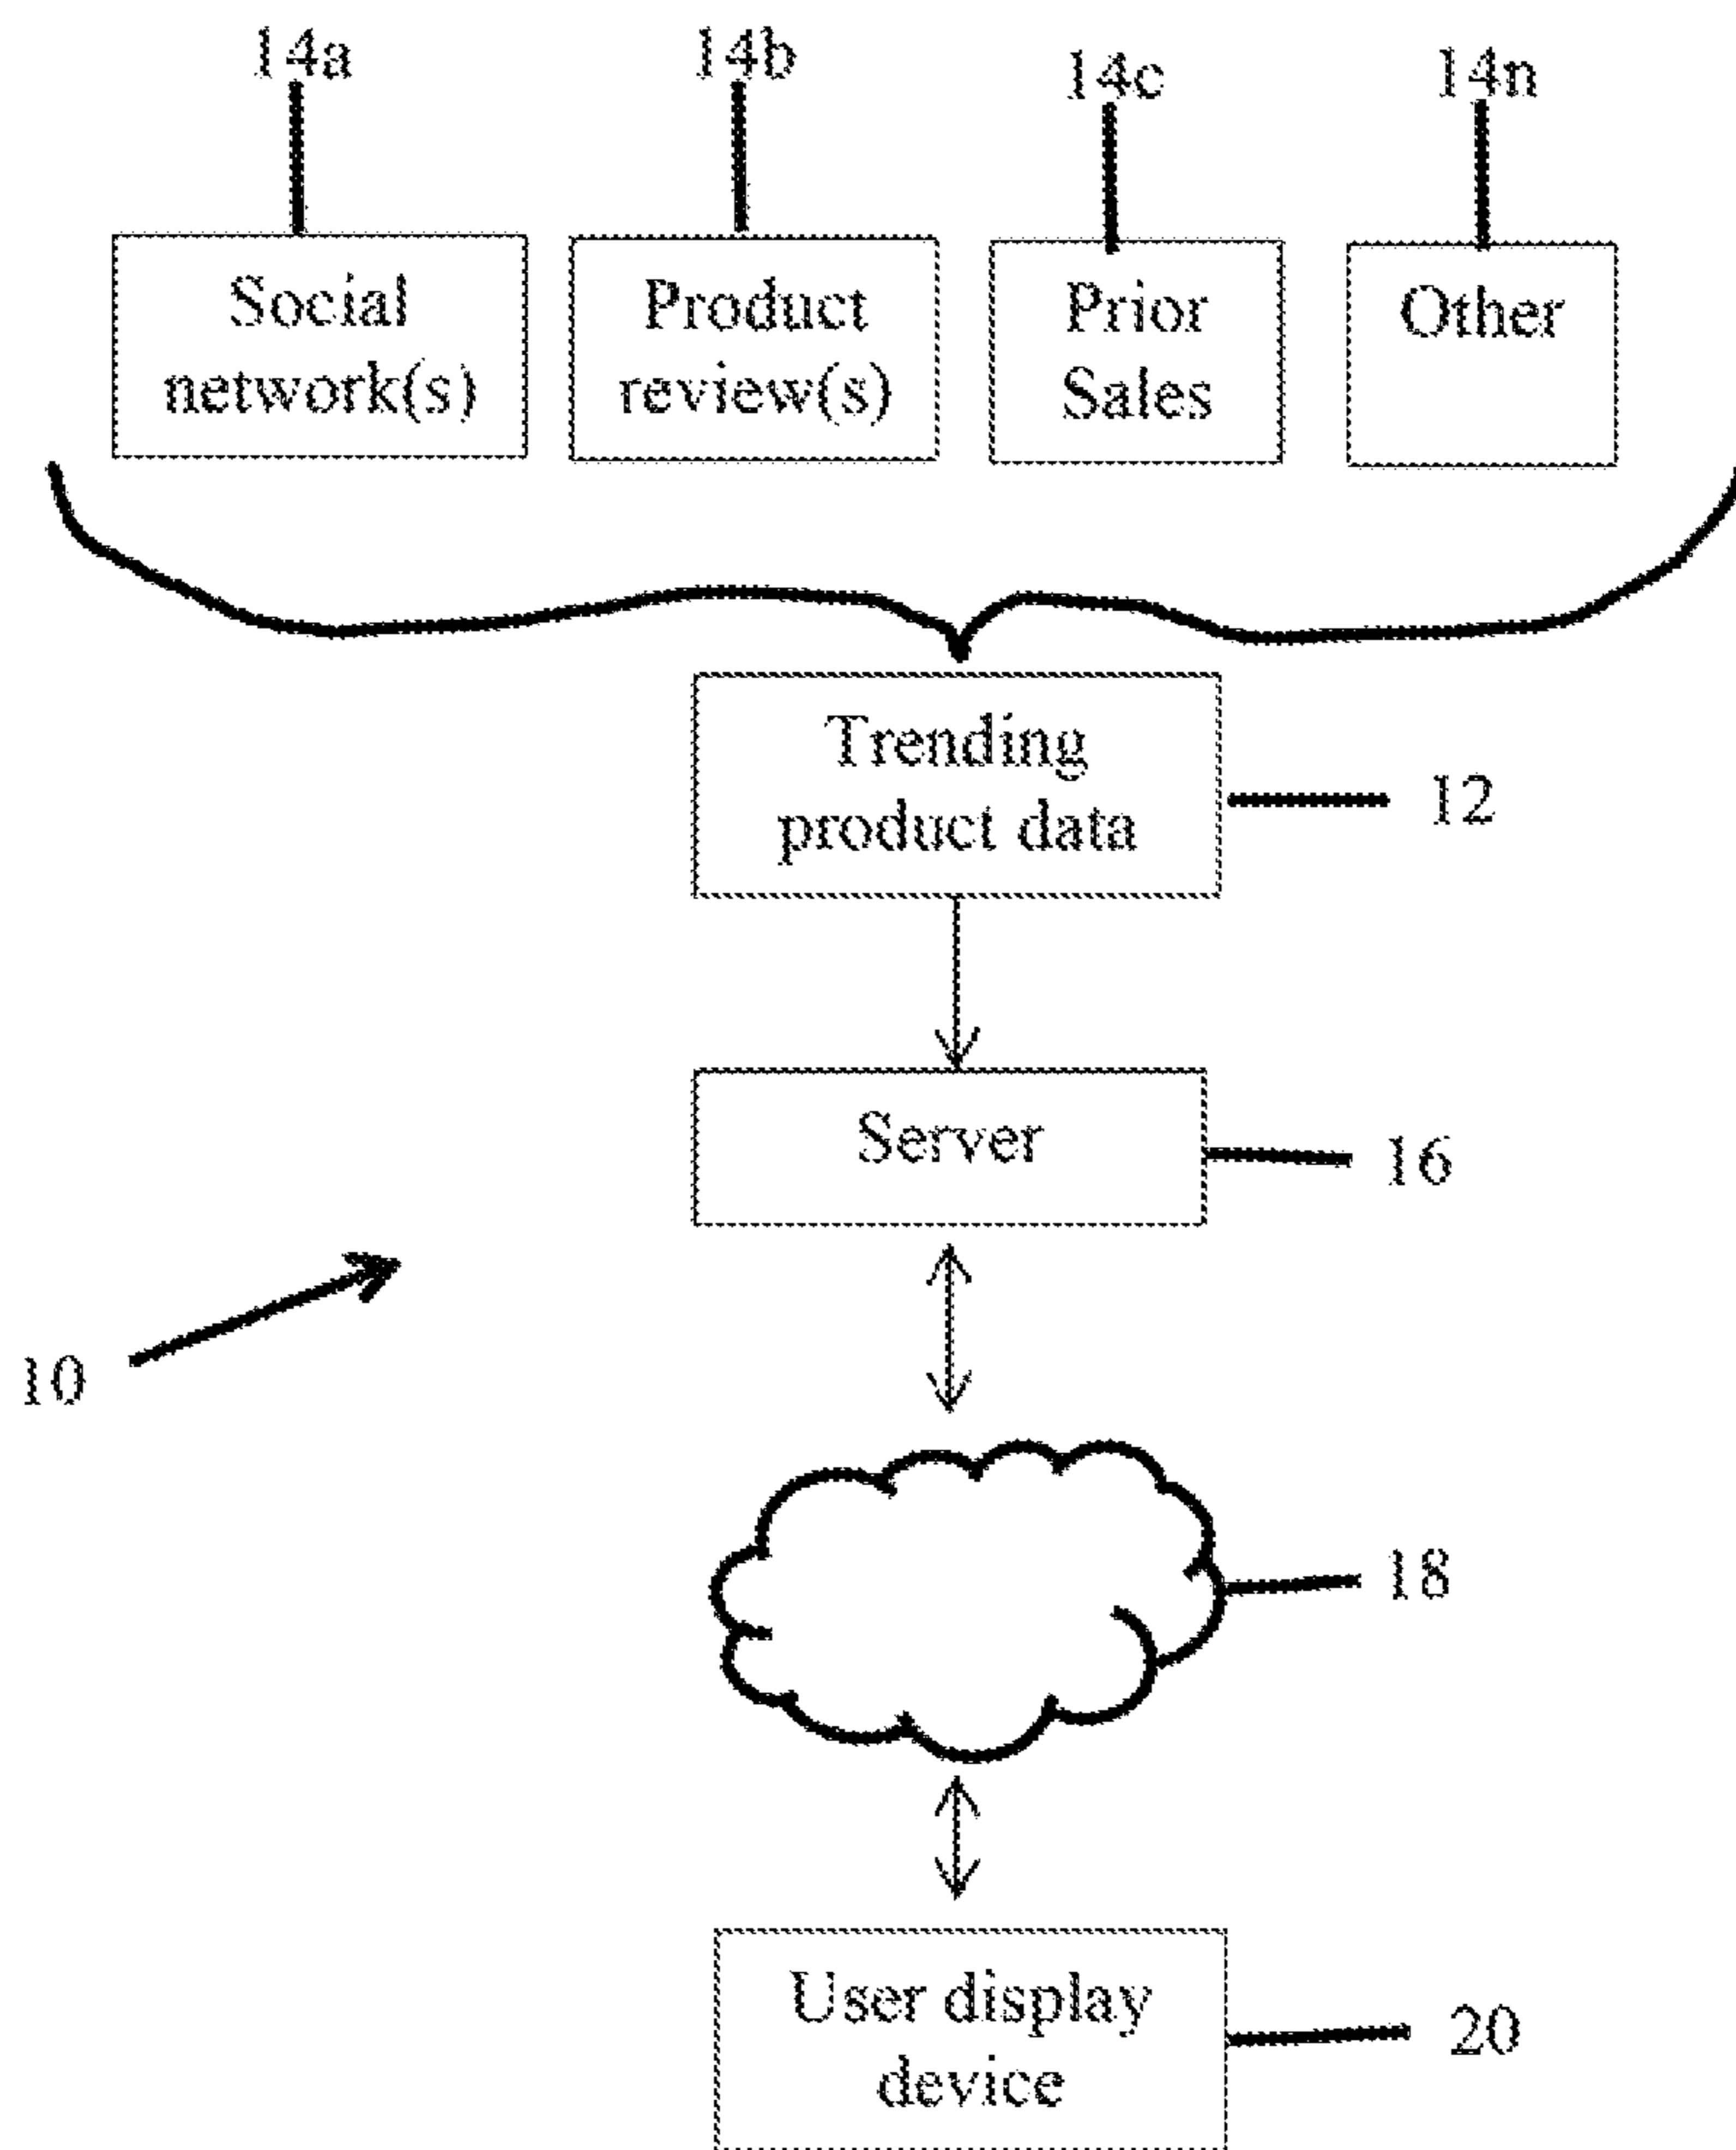 14a
14b
14c
14n
Social
network(s)
Product
review(s)
Prior
Sales
Other
Trending
product data
12
Server
16
10
18
User display
device
20